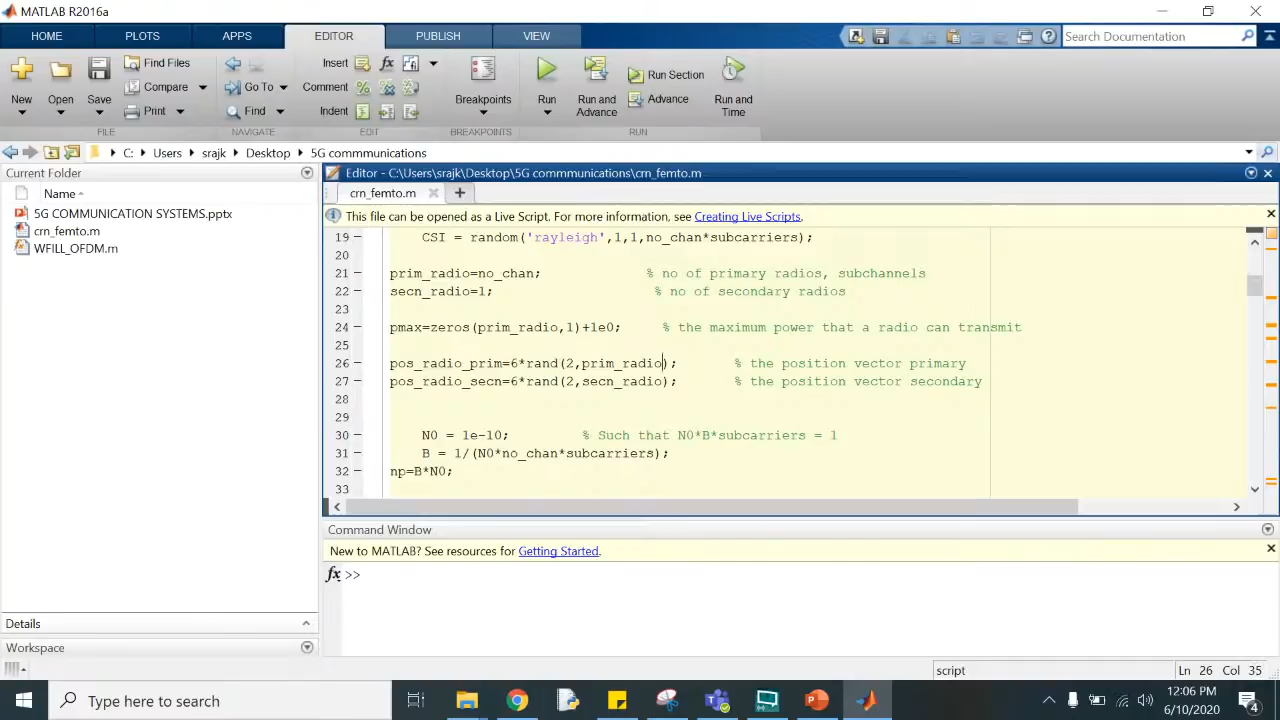 MATLAB R2016a
HOME PLOTS APPS EDITOR PUBLISH VIEW Search Documentation
New Open Save Find Files Compare Print Go To Find Insert Comment Indent fx Breakpoints Run Run and Advance Run Section Advance Run and Time
FILE NAVIGATE EDIT BREAKPOINTS RUN
C: Users srajk Desktop 5G commmunications
Current Folder
Name
5G COMMUNICATION SYSTEMS.pptx
crn_femto.m
WFILL_OFDM.m
Details
Workspace
Editor - C:\Users\srajk\Desktop\5G commmunications\crn_femto.m
crn_femto.m
This file can be opened as a Live Script. For more information, see Creating Live Scripts.
19 CSI = random('rayleigh',1,1,no_chan*subcarriers);
20
21 prim_radio=no_chan; % no of primary radios, subchannels
22 secn_radio=1; % no of secondary radios
23
24 pmax=zeros(prim_radio,1)+1e0; % the maximum power that a radio can transmit
25
26 pos_radio_prim=6*rand(2,prim_radio); % the position vector primary
27 pos_radio_secn=6*rand(2,secn_radio); % the position vector secondary
28
29
30 N0 = 1e-10; % Such that N0*B*subcarriers = 1
31 B = 1/(N0*no_chan*subcarriers);
32 np=B*N0;
33
Command Window
New to MATLAB? See resources for Getting Started.
fx >>
script Ln 26 Col 35
Type here to search
12:06 PM
6/10/2020
4